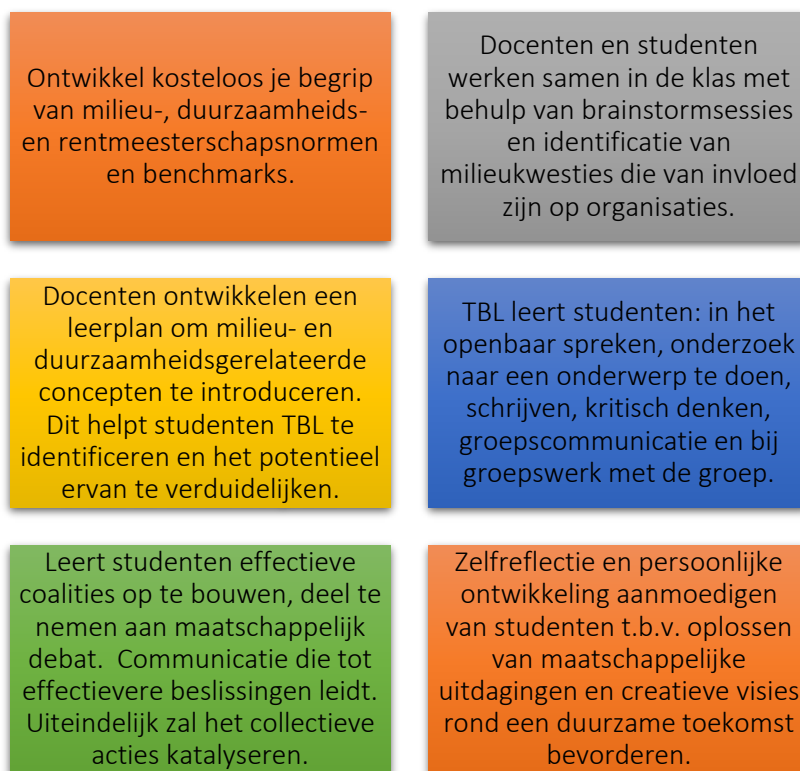 Ontwikkel kosteloos je begrip
van milieu-, duurzaamheids-
en rentmeesterschapsnormen
en benchmarks.
Docenten en studenten
werken samen in de klas met
behulp van brainstormsessies
en identificatie van
milieukwesties die van invloed
zijn op organisaties.
Docenten ontwikkelen een
leerplan om milieu- en
duurzaamheidsgerelateerde
concepten te introduceren.
Dit helpt studenten TBL te
identificeren en het potentieel
ervan te verduidelijken.
TBL leert studenten: in het
openbaar spreken, onderzoek
naar een onderwerp te doen,
schrijven, kritisch denken,
groepscommunicatie en bij
groepswerk met de groep.
Leert studenten effectieve
coalities op te bouwen, deel te
nemen aan maatschappelijk
debat.  Communicatie die tot
effectievere beslissingen leidt.
Uiteindelijk zal het collectieve
acties katalyseren.
Zelfreflectie en persoonlijke
ontwikkeling aanmoedigen
van studenten t.b.v. oplossen
van maatschappelijke
uitdagingen en creatieve visies
rond een duurzame toekomst
bevorderen.